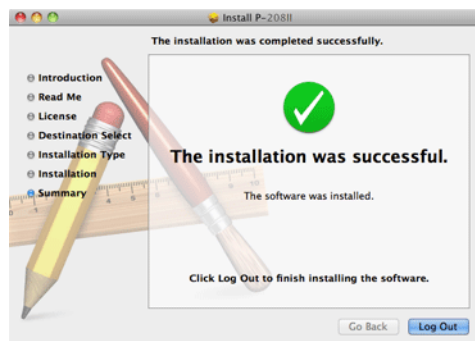 Install P-208II
The installation was completed successfully.
Introduction
Read Me
License
Destination Select
Installation Type
Installation
Summary
The installation was successful.
The software was installed.
Click Log Out to finish installing the software.
Go Back
Log Out